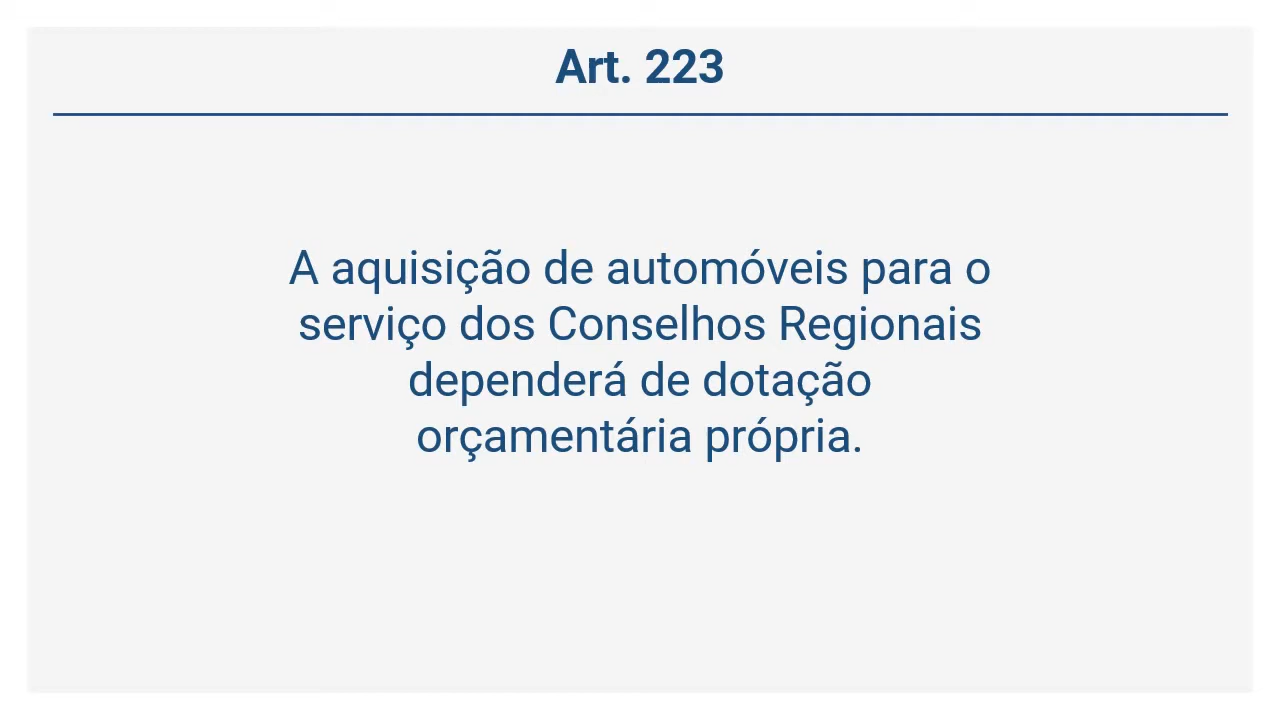 Art. 223
A aquisição de automóveis para o
serviço dos Conselhos Regionais
dependerá de dotação
orçamentária própria.